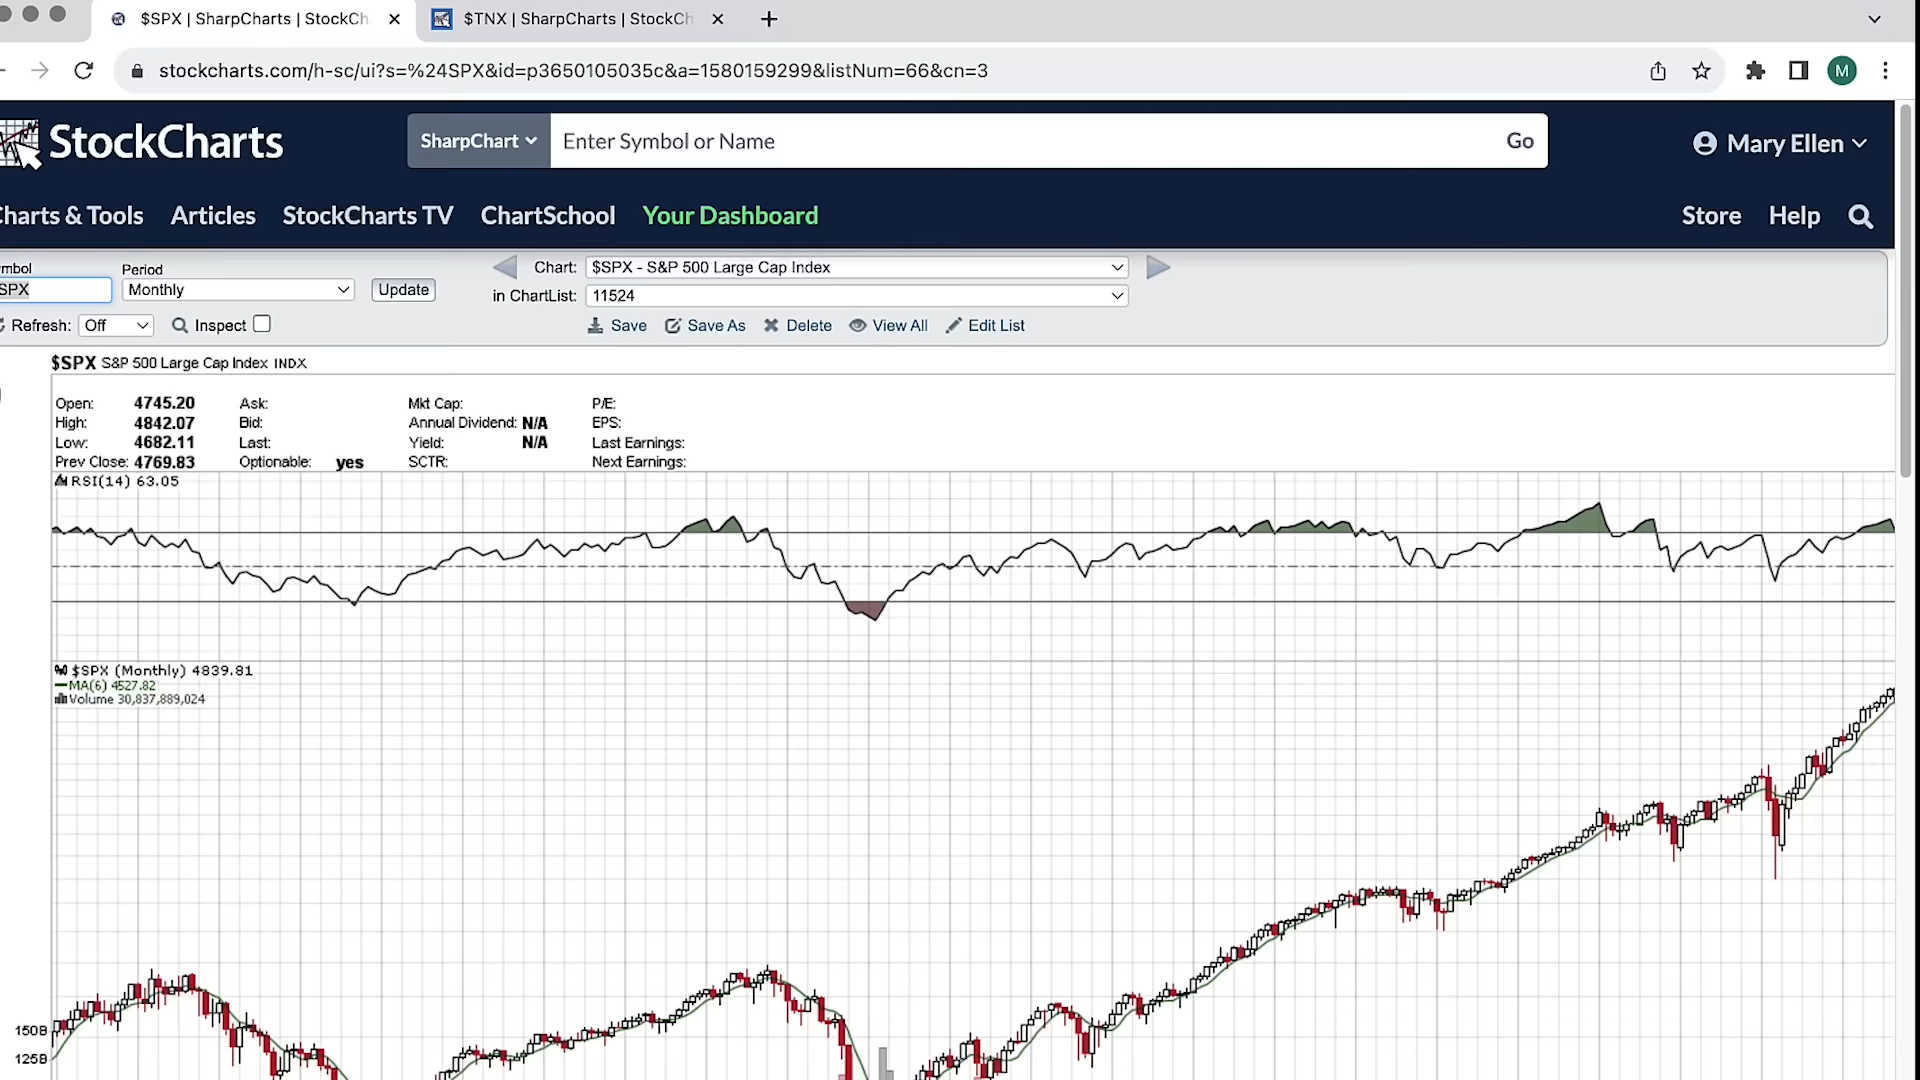 $SPX | SharpCharts | StockCh
$TNX | SharpCharts | StockCh
stockcharts.com/h-sc/ui?s=%24SPX&id=p3650105035c&a=1580159299&listNum=66&cn=3
M
StockCharts
SharpChart
Enter Symbol or Name
Go
Mary Ellen
Charts & Tools
Articles
StockCharts TV
ChartSchool
Your Dashboard
Store
Help
mbol
Period
Chart:
$SPX - S&P 500 Large Cap Index
SPX
Monthly
Update
in ChartList:
11524
Refresh:
Off
Inspect
Save
Save As
Delete
View All
Edit List
$SPX S&P 500 Large Cap Index INDX
Open: 4745.20 Ask: Mkt Cap: P/E:
High: 4842.07 Bid: Annual Dividend: N/A EPS:
Low: 4682.11 Last: Yield: N/A Last Earnings:
Prev Close: 4769.83 Optionable: yes SCTR: Next Earnings:
RSI(14) 63.05
$SPX (Monthly) 4839.81
MA(6) 4527.82
Volume 30,837,889,024
150B
125B